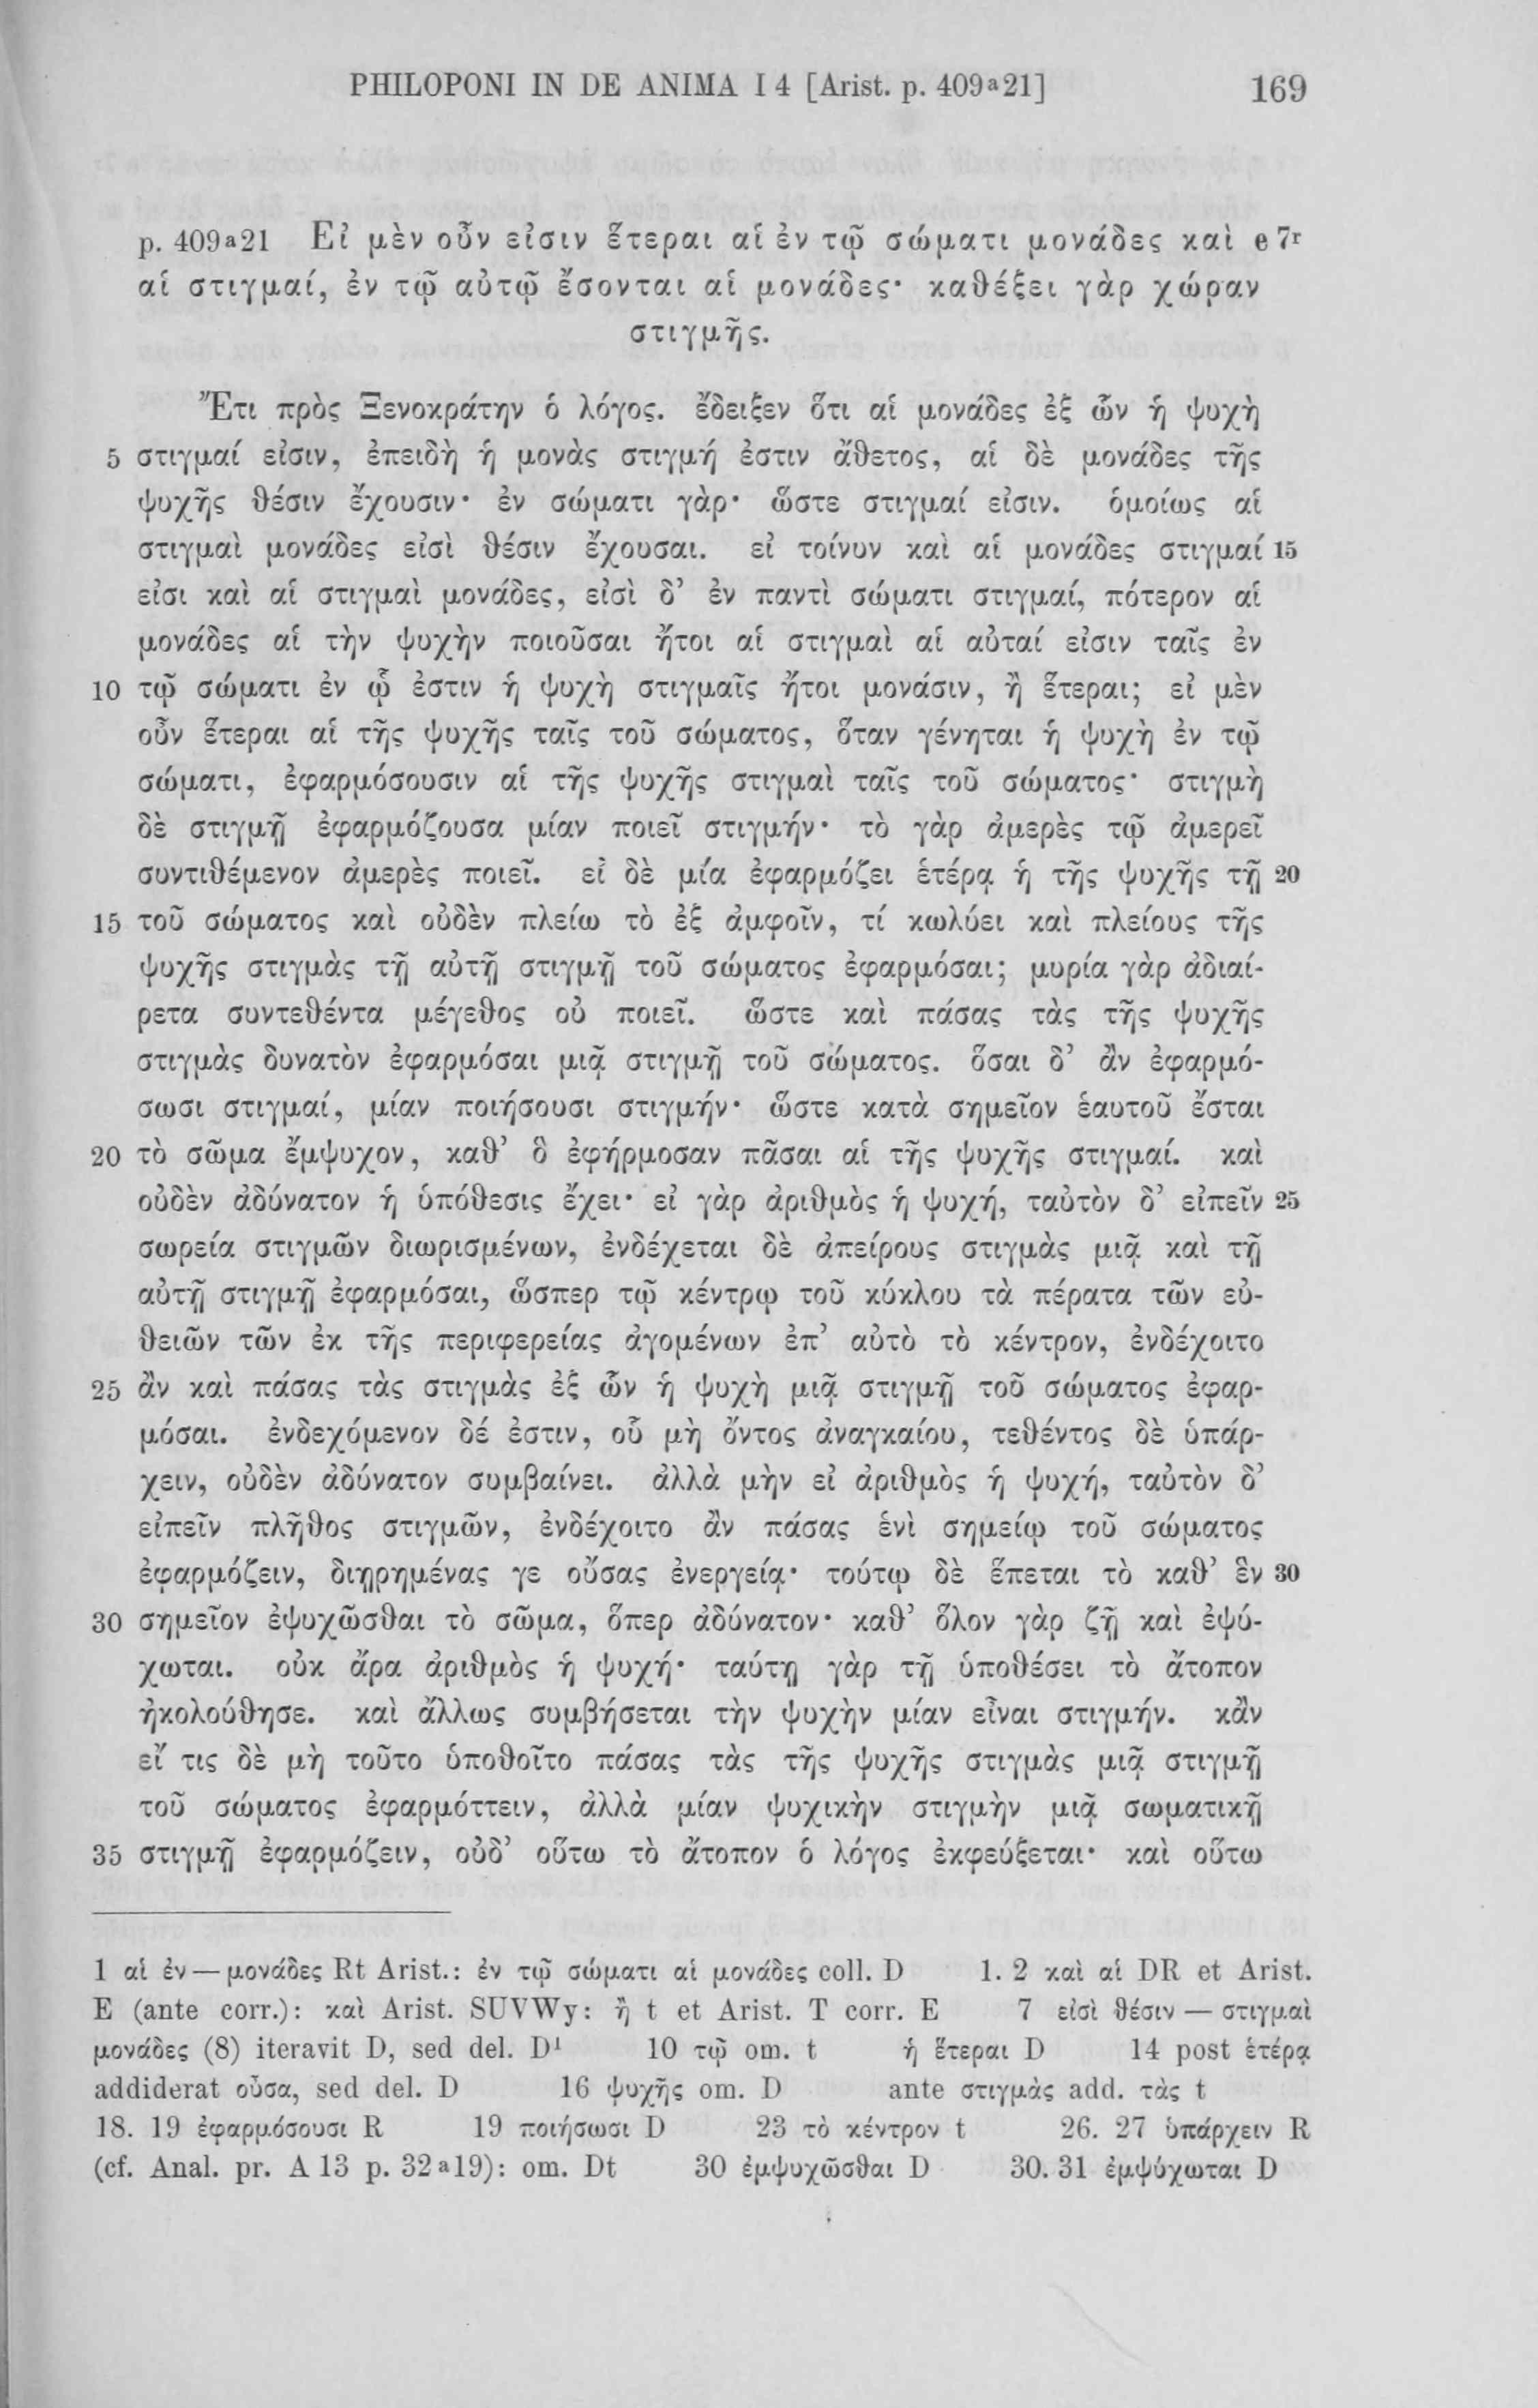 PHILOPONI IN DE ANIMA I 4 [Arist. p. 409a21] 169
p. 409a21 Εἰ μὲν οὖν εἰσιν ἕτεραι αἱ ἐν τῷ σώματι μονάδες καὶ e 7r
αἱ στιγμαί, ἐν τῷ αὐτῷ ἔσονται αἱ μονάδες· καθέξει γὰρ χώραν
στιγμῆς.
Ἔτι πρὸς Ξενοκράτην ὁ λόγος. ἔδειξεν ὅτι αἱ μονάδες ἐξ ὧν ἡ ψυχὴ
5 στιγμαί εἰσιν, ἐπειδὴ ἡ μονὰς στιγμή ἐστιν ἄθετος, αἱ δὲ μονάδες τῆς
ψυχῆς θέσιν ἔχουσιν· ἐν σώματι γάρ· ὥστε στιγμαί εἰσιν. ὁμοίως αἱ
στιγμαὶ μονάδες εἰσὶ θέσιν ἔχουσαι. εἰ τοίνυν καὶ αἱ μονάδες στιγμαί 15
εἰσι καὶ αἱ στιγμαὶ μονάδες, εἰσὶ δ’ ἐν παντὶ σώματι στιγμαί, πότερον αἱ
μονάδες αἱ τὴν ψυχὴν ποιοῦσαι ἤτοι αἱ στιγμαὶ αἱ αὐταί εἰσιν ταῖς ἐν
10 τῷ σώματι ἐν ᾧ ἐστιν ἡ ψυχὴ στιγμαῖς ἤτοι μονάσιν, ἢ ἕτεραι; εἰ μὲν
οὖν ἕτεραι αἱ τῆς ψυχῆς ταῖς τοῦ σώματος, ὅταν γένηται ἡ ψυχὴ ἐν τῷ
σώματι, ἐφαρμόσουσιν αἱ τῆς ψυχῆς στιγμαὶ ταῖς τοῦ σώματος· στιγμὴ
δὲ στιγμῇ ἐφαρμόζουσα μίαν ποιεῖ στιγμήν· τὸ γὰρ ἀμερὲς τῷ ἀμερεῖ
συντιθέμενον ἀμερὲς ποιεῖ. εἰ δὲ μία ἐφαρμόζει ἑτέρᾳ ἡ τῆς ψυχῆς τῇ 20
15 τοῦ σώματος καὶ οὐδὲν πλείω τὸ ἐξ ἀμφοῖν, τί κωλύει καὶ πλείους τῆς
ψυχῆς στιγμὰς τῇ αὐτῇ στιγμῇ τοῦ σώματος ἐφαρμόσαι; μυρία γὰρ ἀδιαί-
ρετα συντεθέντα μέγεθος οὐ ποιεῖ. ὥστε καὶ πάσας τὰς τῆς ψυχῆς
στιγμὰς δυνατὸν ἐφαρμόσαι μιᾷ στιγμῇ τοῦ σώματος. ὅσαι δ’ ἂν ἐφαρμό-
σωσι στιγμαί, μίαν ποιήσουσι στιγμήν· ὥστε κατὰ σημεῖον ἑαυτοῦ ἔσται
20 τὸ σῶμα ἔμψυχον, καθ’ ὃ ἐφήρμοσαν πᾶσαι αἱ τῆς ψυχῆς στιγμαί. καὶ
οὐδὲν ἀδύνατον ἡ ὑπόθεσις ἔχει· εἰ γὰρ ἀριθμὸς ἡ ψυχή, ταὐτὸν δ’ εἰπεῖν 25
σωρεία στιγμῶν διωρισμένων, ἐνδέχεται δὲ ἀπείρους στιγμὰς μιᾷ καὶ τῇ
αὐτῇ στιγμῇ ἐφαρμόσαι, ὥσπερ τῷ κέντρῳ τοῦ κύκλου τὰ πέρατα τῶν εὐ-
θειῶν τῶν ἐκ τῆς περιφερείας ἀγομένων ἐπ’ αὐτὸ τὸ κέντρον, ἐνδέχοιτο
25 ἂν καὶ πάσας τὰς στιγμὰς ἐξ ὧν ἡ ψυχὴ μιᾷ στιγμῇ τοῦ σώματος ἐφαρ-
μόσαι. ἐνδεχόμενον δέ ἐστιν, οὗ μὴ ὄντος ἀναγκαίου, τεθέντος δὲ ὑπάρ-
χειν, οὐδὲν ἀδύνατον συμβαίνει. ἀλλὰ μὴν εἰ ἀριθμὸς ἡ ψυχή, ταὐτὸν δ’
εἰπεῖν πλῆθος στιγμῶν, ἐνδέχοιτο ἂν πάσας ἑνὶ σημείῳ τοῦ σώματος
ἐφαρμόζειν, διῃρημένας γε οὔσας ἐνεργείᾳ· τούτῳ δὲ ἕπεται τὸ καθ’ ἓν 30
30 σημεῖον ἐψυχῶσθαι τὸ σῶμα, ὅπερ ἀδύνατον· καθ’ ὅλον γὰρ ζῇ καὶ ἐψύ-
χωται. οὐκ ἄρα ἀριθμὸς ἡ ψυχή· ταύτῃ γὰρ τῇ ὑποθέσει τὸ ἄτοπον
ἠκολούθησε. καὶ ἄλλως συμβήσεται τὴν ψυχὴν μίαν εἶναι στιγμήν. κἂν
εἴ τις δὲ μὴ τοῦτο ὑποθοῖτο πάσας τὰς τῆς ψυχῆς στιγμὰς μιᾷ στιγμῇ
τοῦ σώματος ἐφαρμόττειν, ἀλλὰ μίαν ψυχικὴν στιγμὴν μιᾷ σωματικῇ
35 στιγμῇ ἐφαρμόζειν, οὐδ’ οὕτω τὸ ἄτοπον ὁ λόγος ἐκφεύξεται· καὶ οὕτω
1 αἱ ἐν — μονάδες Rt Arist.: ἐν τῷ σώματι αἱ μονάδες coll. D 1. 2 καὶ αἱ DR et Arist.
E (ante corr.): καὶ Arist. SUVWy: ἢ t et Arist. T corr. E 7 εἰσὶ θέσιν — στιγμαὶ
μονάδες (8) iteravit D, sed del. D1 10 τῷ om. t ἡ ἕτεραι D 14 post ἑτέρᾳ
addiderat οὖσα, sed del. D 16 ψυχῆς om. D ante στιγμὰς add. τὰς t
18. 19 ἐφαρμόσουσι R 19 ποιήσωσι D 23 τὸ κέντρον t 26. 27 ὑπάρχειν R
(cf. Anal. pr. A 13 p. 32a19): om. Dt 30 ἐμψυχῶσθαι D 30. 31 ἐμψύχωται D